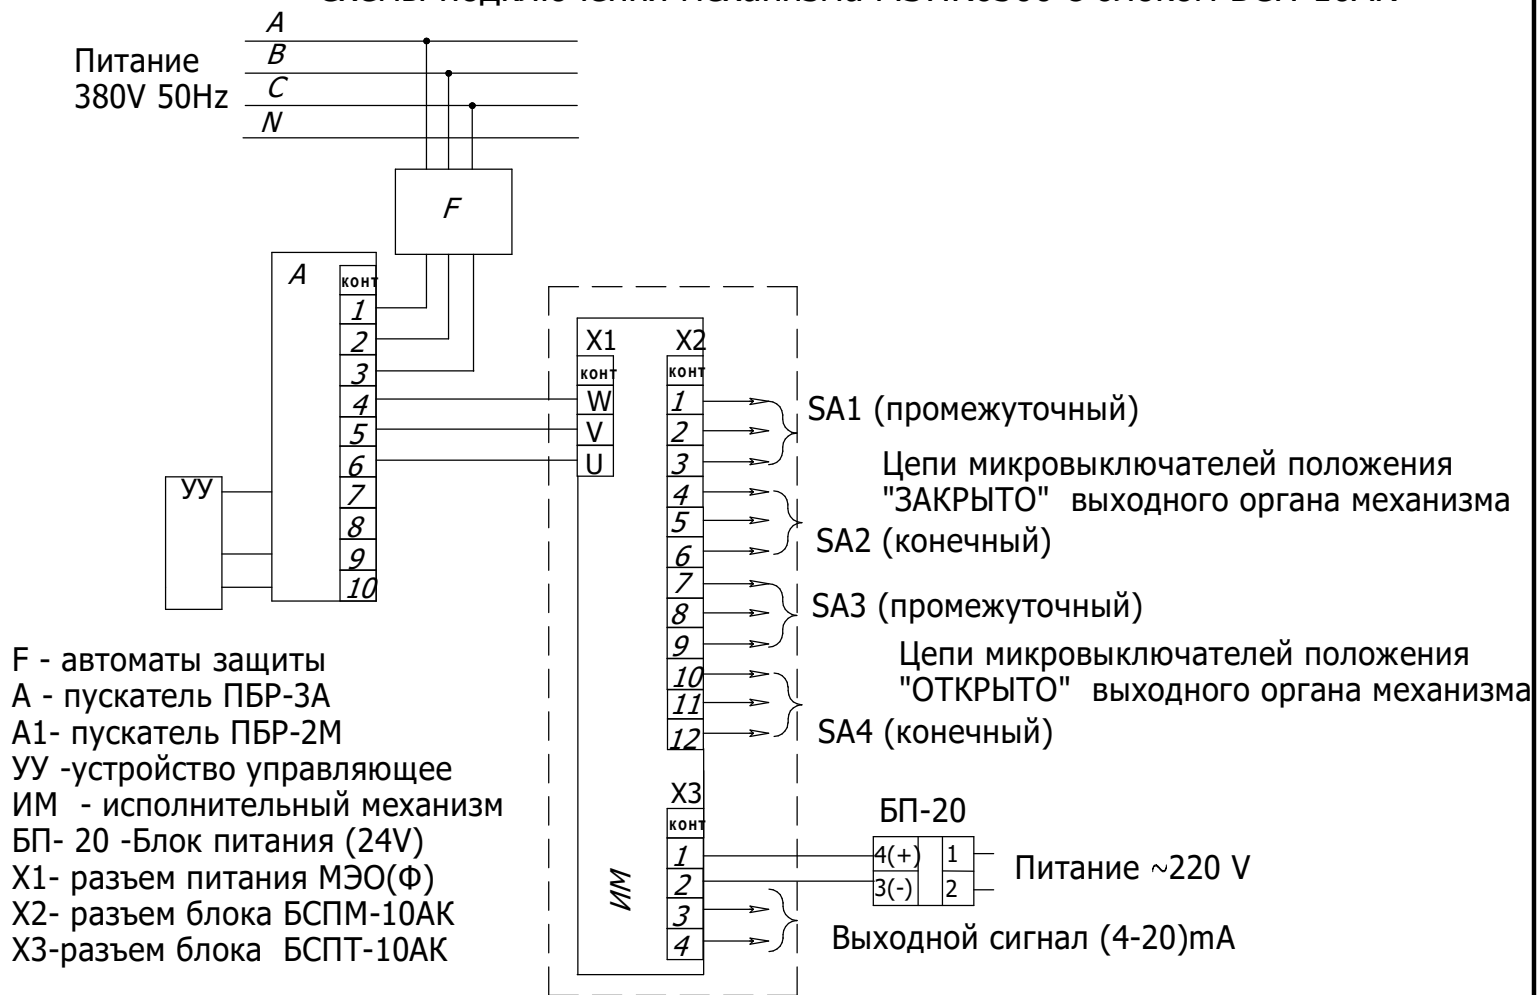 A
B
C
N
Питание
380V 50Hz
F
A
конт
1
2
3
4
5
6
7
8
9
10
УУ
X1
конт
W
V
U
X2
конт
1
2
3
4
5
6
7
8
9
10
11
12
SA1 (промежуточный)
Цепи микровыключателей положения
"ЗАКРЫТО" выходного органа механизма
SA2 (конечный)
SA3 (промежуточный)
Цепи микровыключателей положения
"ОТКРЫТО" выходного органа механизма
SA4 (конечный)
X3
конт
1
2
3
4
ИМ
БП-20
4(+)
1
3(-)
2
Питание ~220 V
Выходной сигнал (4-20)mA
F - автоматы защиты
А - пускатель ПБР-3А
А1- пускатель ПБР-2М
УУ -устройство управляющее
ИМ - исполнительный механизм
БП- 20 -Блок питания (24V)
X1- разъем питания МЭО(Ф)
X2- разъем блока БСПМ-10АК
X3-разъем блока БСПТ-10АК